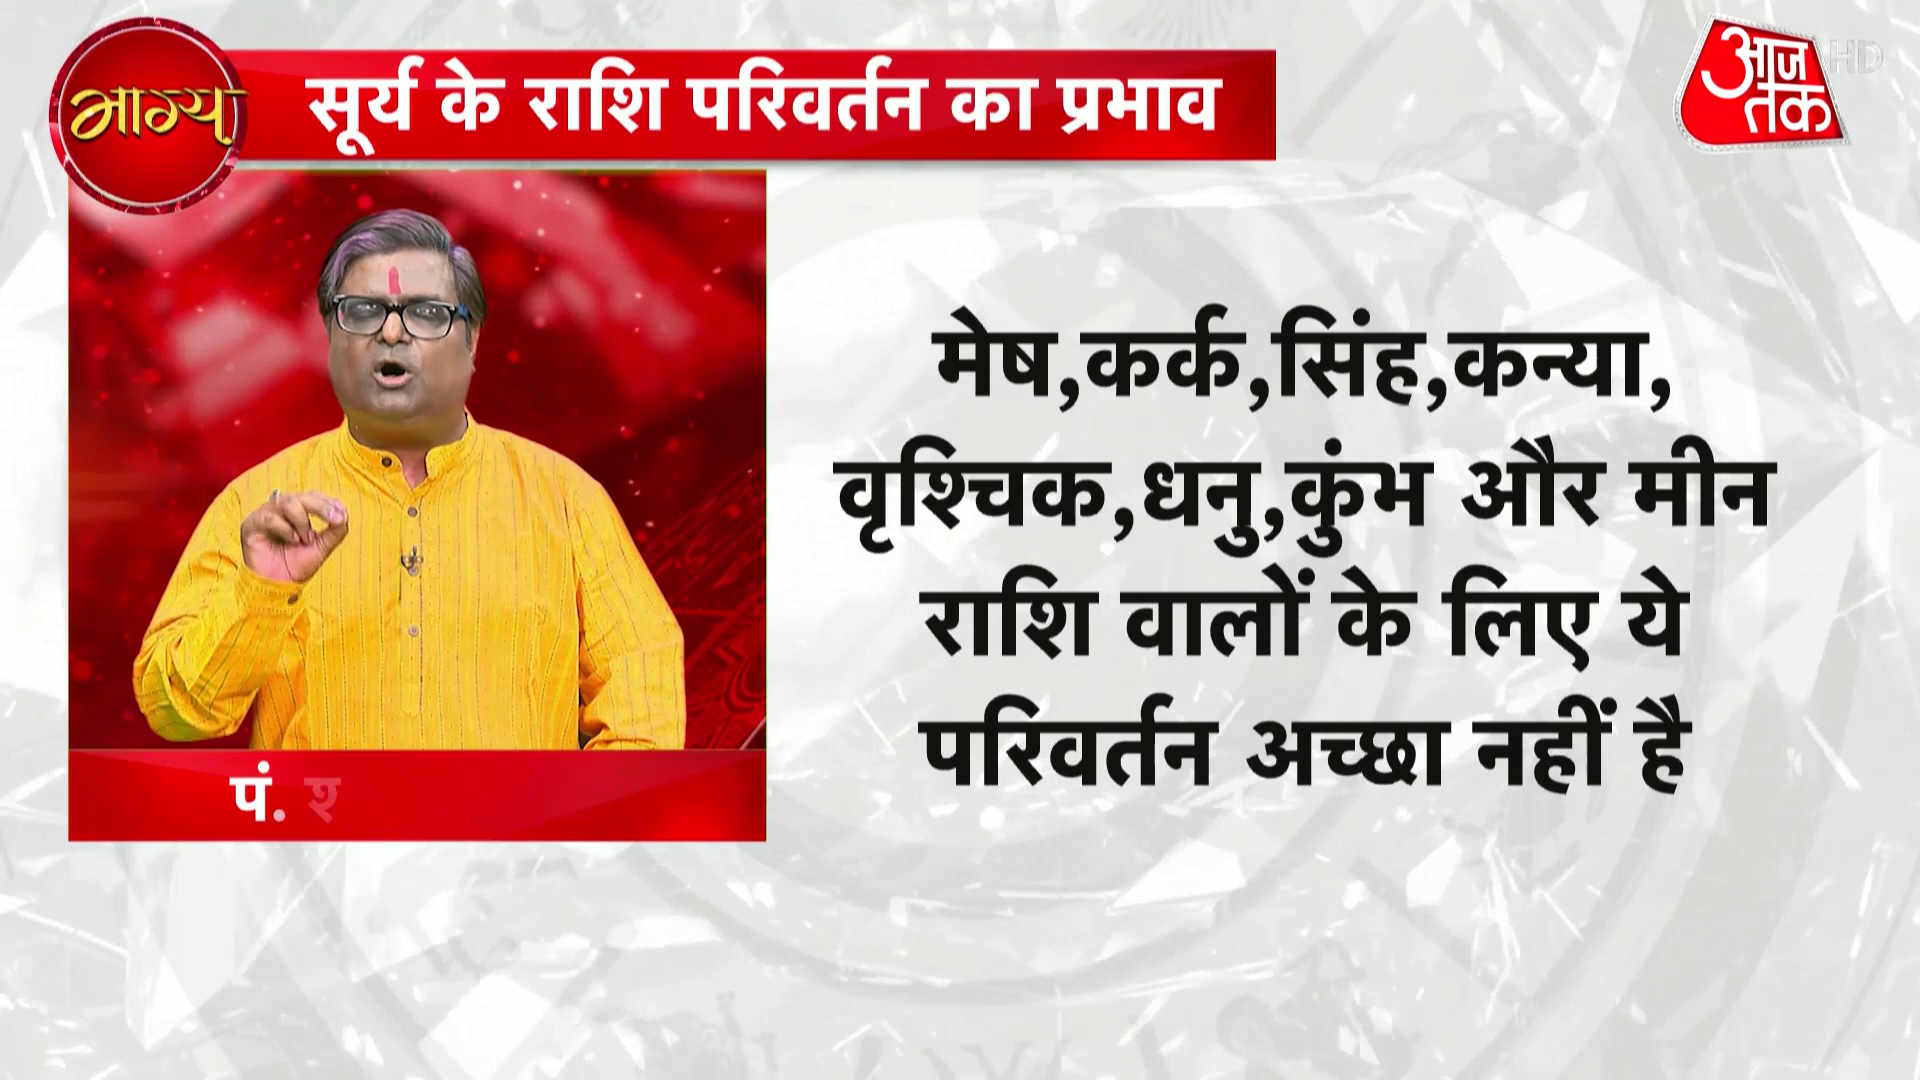 भाग्य
सूर्य के राशि परिवर्तन का प्रभाव
आज
तक
HD
मेष,कर्क,सिंह,कन्या,
वृश्चिक,धनु,कुंभ और मीन
राशि वालों के लिए ये
परिवर्तन अच्छा नहीं है
पं.